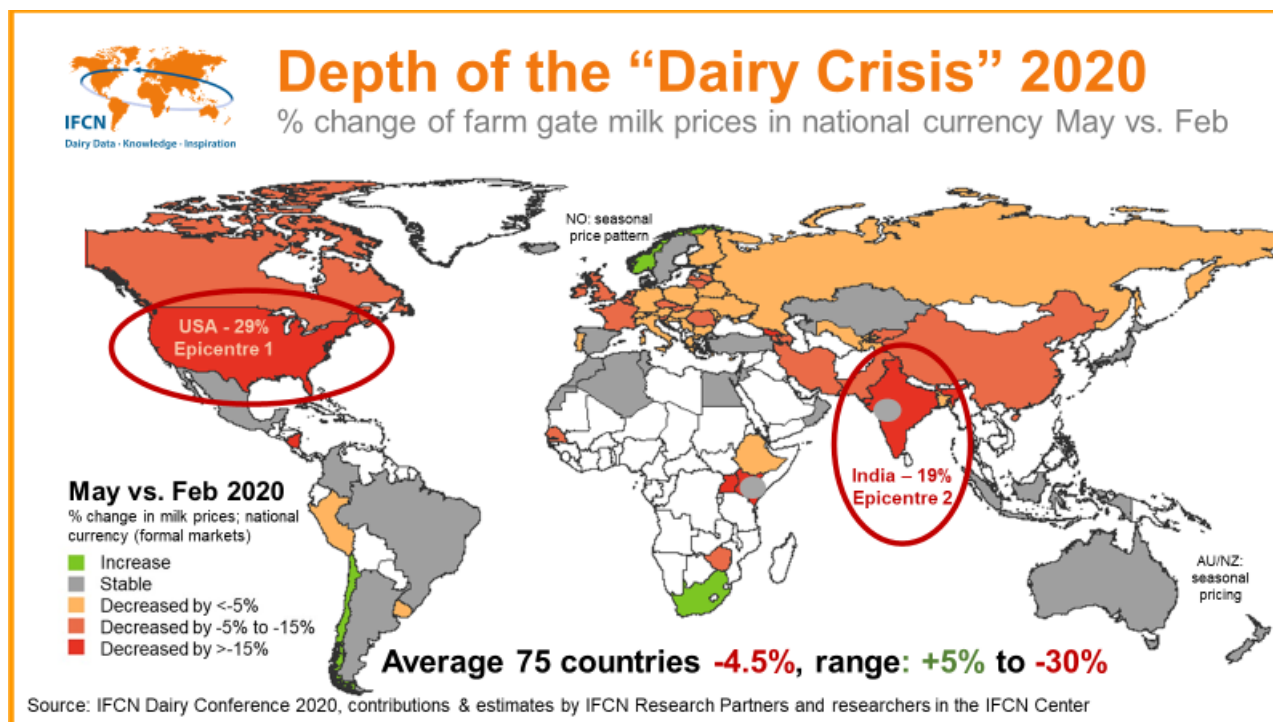 Depth of the “Dairy Crisis” 2020
% change of farm gate milk prices in national currency May vs. Feb
IFCN
Dairy Data · Knowledge · Inspiration
NO: seasonal
price pattern
USA - 29%
Epicentre 1
India – 19%
Epicentre 2
AU/NZ:
seasonal
pricing
May vs. Feb 2020
% change in milk prices; national
currency (formal markets)
Increase
Stable
Decreased by <-5%
Decreased by -5% to -15%
Decreased by >-15%
Average 75 countries -4.5%, range: +5% to -30%
Source: IFCN Dairy Conference 2020, contributions & estimates by IFCN Research Partners and researchers in the IFCN Center